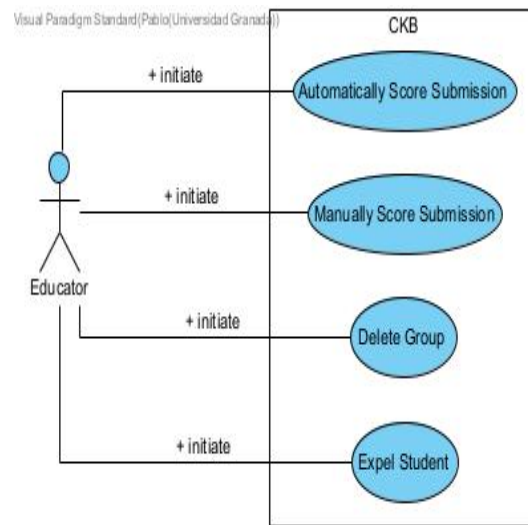 Visual Paradigm Standard(Pablo(Universidad Granada))
CKB
+ initiate
Automatically Score Submission
+ initiate
Manually Score Submission
Educator
+ initiate
Delete Group
+ initiate
Expel Student